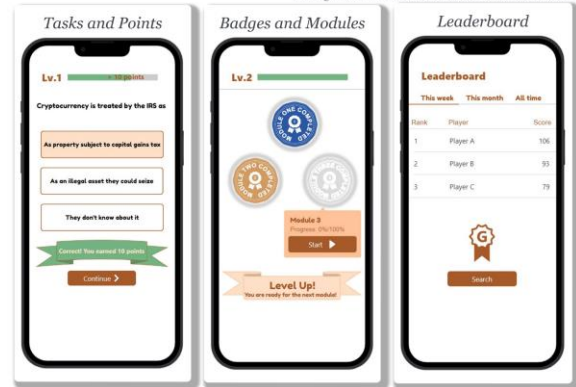 Tasks and Points
Lv.1
+ 10 points
Cryptocurrency is treated by the IRS as
As property subject to capital gains tax
As an illegal asset they could seize
They don't know about it
Correct! You earned 10 points
Continue
Badges and Modules
Lv.2
MODULE ONE COMPLETED
MODULE TWO COMPLETED
Module 3
Progress 0%/100%
Start
Level Up!
You are ready for the next module!
Leaderboard
Leaderboard
This week This month All time
Rank Player Score
1 Player A 106
2 Player B 93
3 Player C 79
G
Search